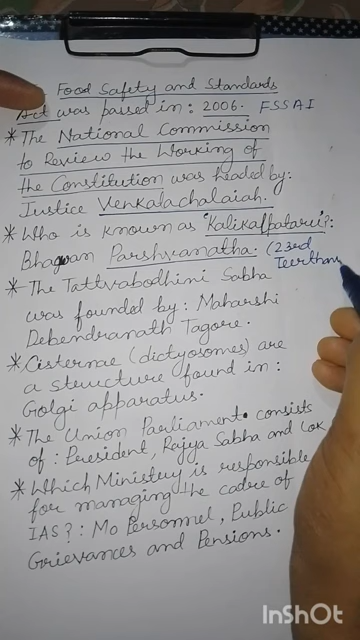 Food Safety and Standards
Act was passed in: 2006. FSSAI
* The National Commission
to Review the Working of
the Constitution was headed by:
Justice Venkalachalaiah.
* Who is known as 'Kalikalpataru'?:
Bhagwan Parshvanatha. (23rd
Teerthan
* The Tattvabodhini Sabha
was founded by: Maharshi
Debendranath Tagore.
* Cisternae (dictyosomes) are
a structure found in:
Golgi apparatus.
* The Union Parliament consists
of: President, Rajya Sabha and Lok
* Which Ministry is responsible
for managing the cadre of
IAS?: Mo Personnel, Public
Grievances and Pensions.
InShOt